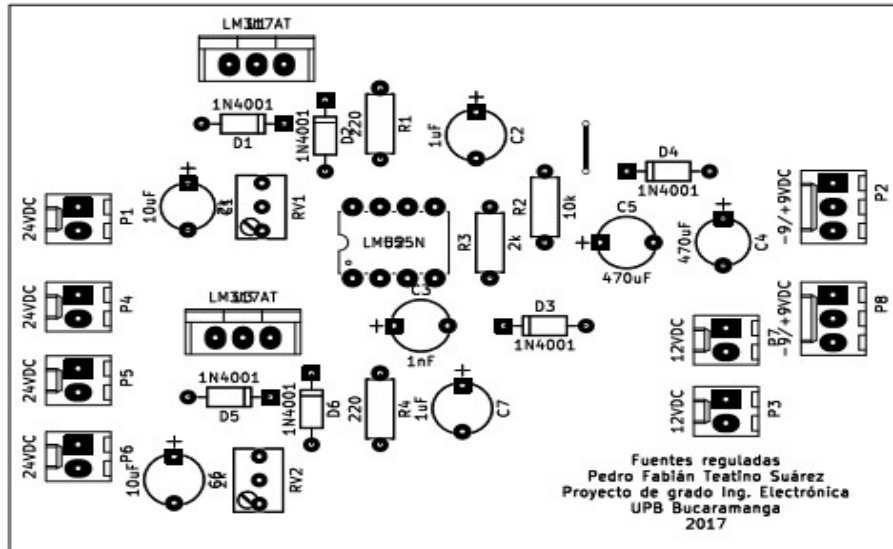 1N4001
D1
1N4001
D2
220
R1
1uF
C2
D4
1N4001
24VDC
P1
10uF
RV1
R2
10k
R3
2k
C5
470uF
470uF
C4
-9/+9VDC
P2
24VDC
P4
C3
1nF
D3
1N4001
12VDC
P7
-9/+9VDC
P8
24VDC
P5
1N4001
D5
1N4001
D6
220
R4
1uF
C7
12VDC
P3
24VDC
P6
10uF
RV2
Fuentes reguladas
Pedro Fabián Teatino Suárez
Proyecto de grado Ing. Electrónica
UPB Bucaramanga
2017